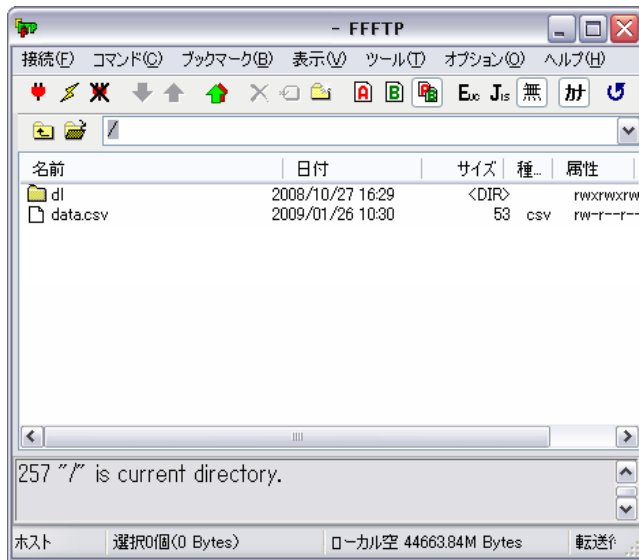 - FFFTP
接続(F) コマンド(C) ブックマーク(B) 表示(V) ツール(T) オプション(O) ヘルプ(H)
A B Euc Jis 無 カナ
/
名前 日付 サイズ 種... 属性
dl 2008/10/27 16:29 <DIR> rwxrwxrw
data.csv 2009/01/26 10:30 53 csv rw-r--r--
257 "/" is current directory.
ホスト 選択0個(0 Bytes) ローカル空 44663.84M Bytes 転送